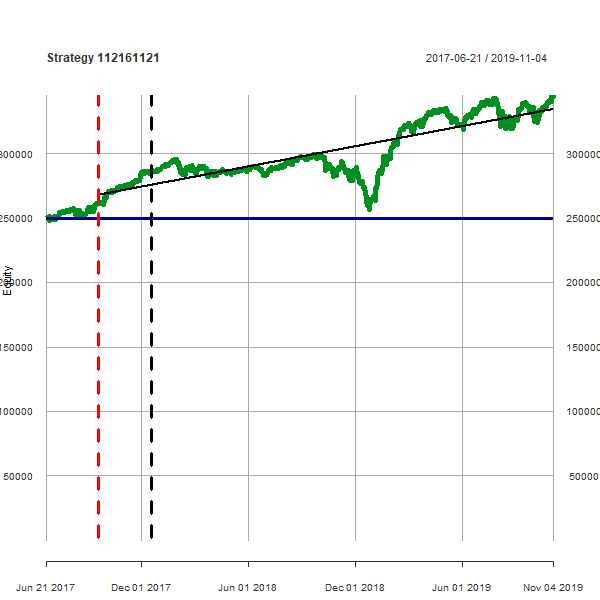 Strategy 112161121
2017-06-21 / 2019-11-04
300000
300000
250000
250000
Equity
200000
200000
150000
150000
100000
100000
50000
50000
Jun 21 2017
Dec 01 2017
Jun 01 2018
Dec 01 2018
Jun 01 2019
Nov 04 2019